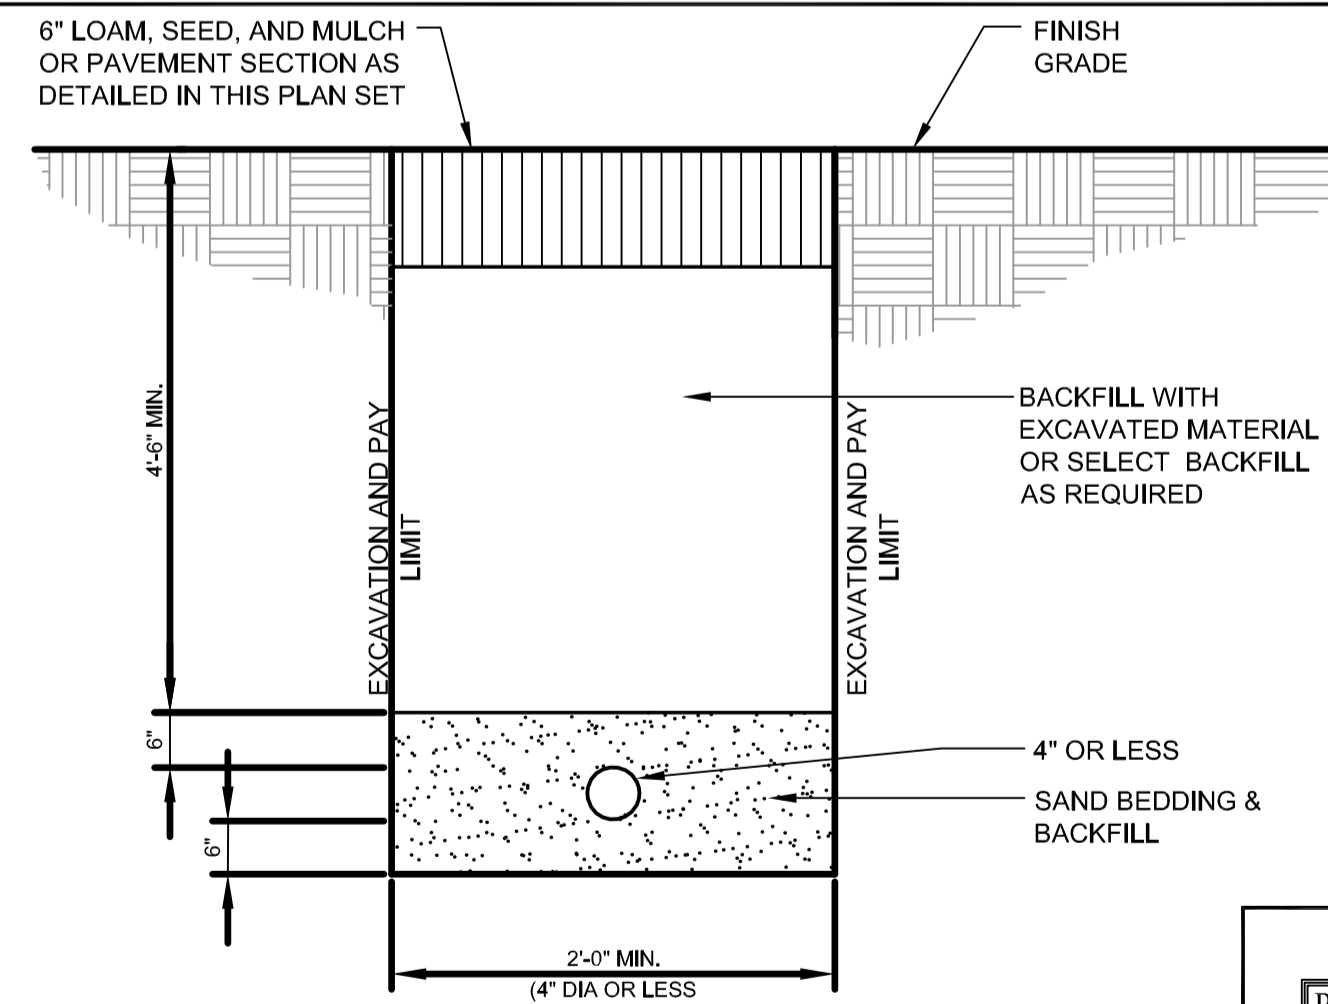 6" LOAM, SEED, AND MULCH
OR PAVEMENT SECTION AS
DETAILED IN THIS PLAN SET
FINISH
GRADE
4'-6" MIN.
EXCAVATION AND PAY
LIMIT
EXCAVATION AND PAY
LIMIT
BACKFILL WITH
EXCAVATED MATERIAL
OR SELECT BACKFILL
AS REQUIRED
6"
4" OR LESS
SAND BEDDING &
BACKFILL
6"
2'-0" MIN.
(4" DIA OR LESS